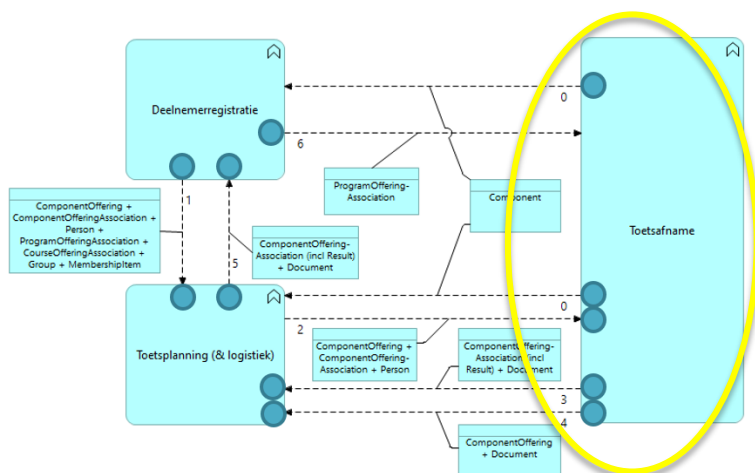 Deelnemerregistratie
0
6
ProgramOffering-
Association
Component
Toetsafname
1
ComponentOffering +
ComponentOfferingAssociation +
Person +
ProgramOfferingAssociation +
CourseOfferingAssociation +
Group + MembershipItem
5
ComponentOffering-
Association (incl Result)
+ Document
Toetsplanning (& logistiek)
0
2
ComponentOffering +
ComponentOffering-
Association + Person
ComponentOffering-
Association (incl
Result) + Document
3
4
ComponentOffering
+ Document